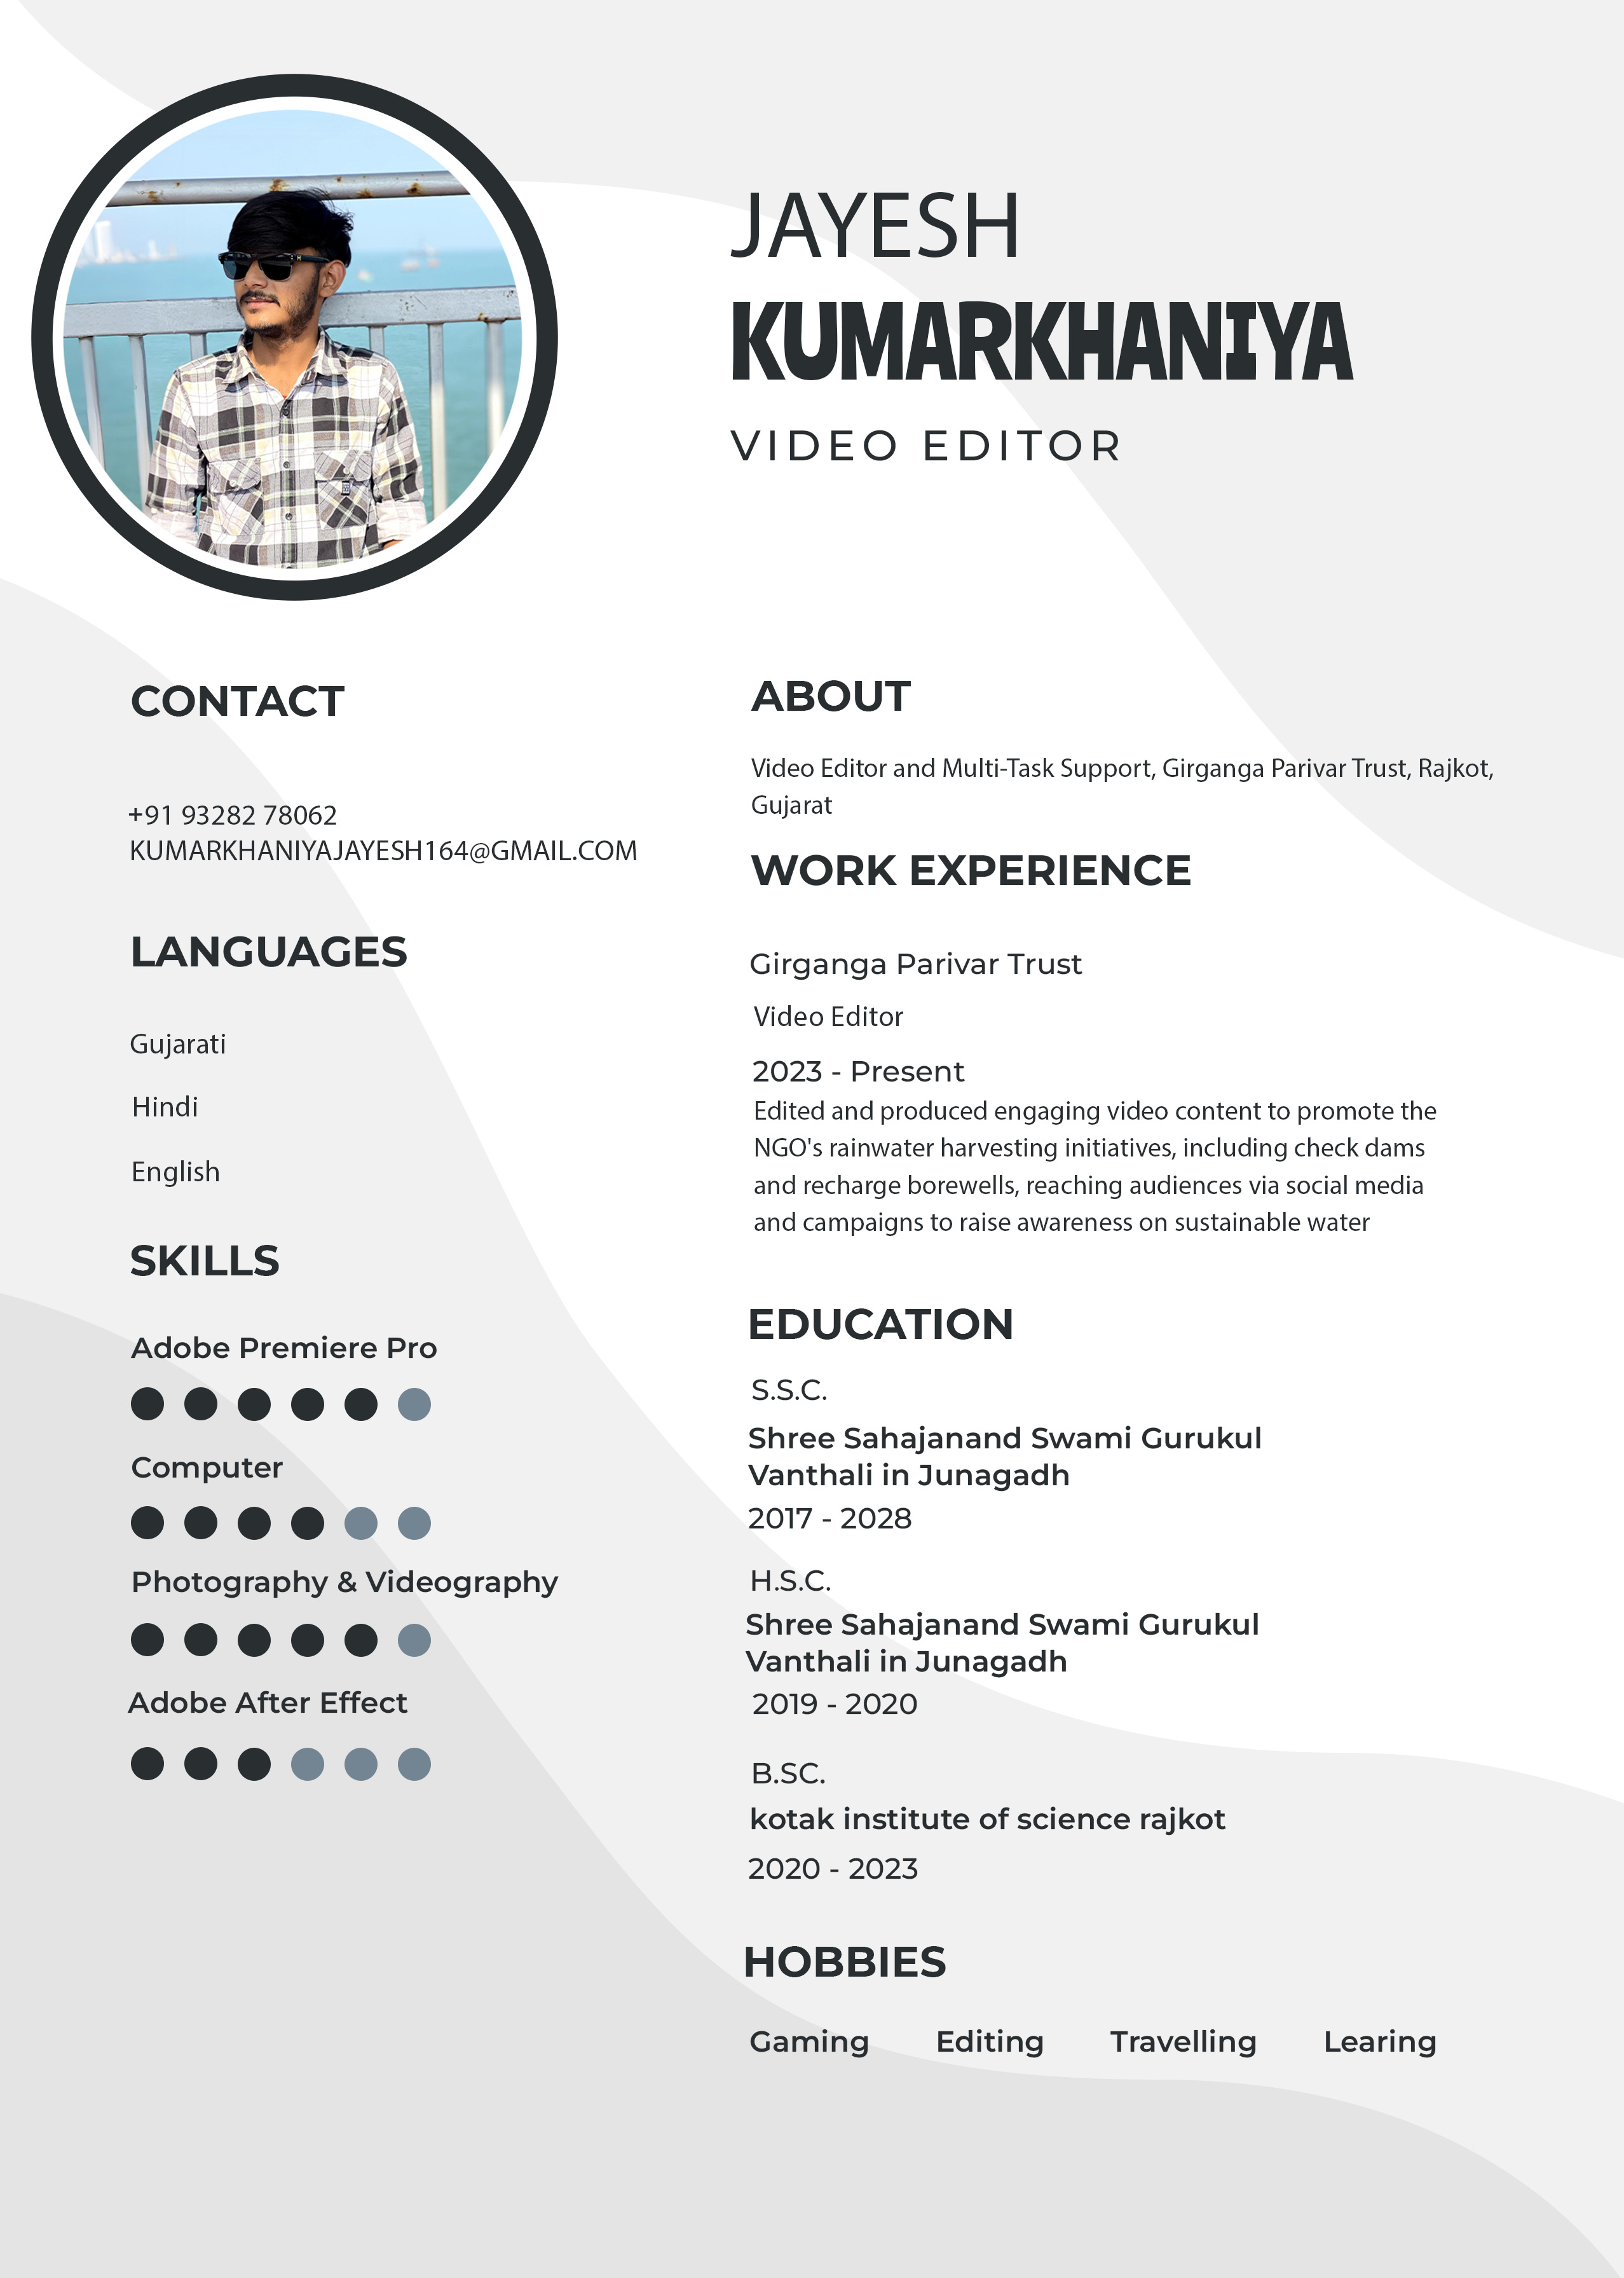 JAYESH
KUMARKHANIYA
VIDEO EDITOR
CONTACT
+91 93282 78062
KUMARKHANIYAJAYESH164@GMAIL.COM
LANGUAGES
Gujarati
Hindi
English
SKILLS
Adobe Premiere Pro
Computer
Photography & Videography
Adobe After Effect
ABOUT
Video Editor and Multi-Task Support, Girganga Parivar Trust, Rajkot,
Gujarat
WORK EXPERIENCE
Girganga Parivar Trust
Video Editor
2023 - Present
Edited and produced engaging video content to promote the
NGO's rainwater harvesting initiatives, including check dams
and recharge borewells, reaching audiences via social media
and campaigns to raise awareness on sustainable water
EDUCATION
S.S.C.
Shree Sahajanand Swami Gurukul
Vanthali in Junagadh
2017 - 2028
H.S.C.
Shree Sahajanand Swami Gurukul
Vanthali in Junagadh
2019 - 2020
B.SC.
kotak institute of science rajkot
2020 - 2023
HOBBIES
Gaming Editing Travelling Learing